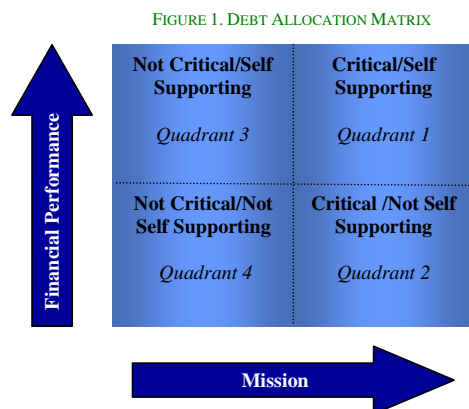 FIGURE 1. DEBT ALLOCATION MATRIX
Financial Performance
Not Critical/Self
Supporting
Quadrant 3
Critical/Self
Supporting
Quadrant 1
Not Critical/Not
Self Supporting
Quadrant 4
Critical /Not Self
Supporting
Quadrant 2
Mission